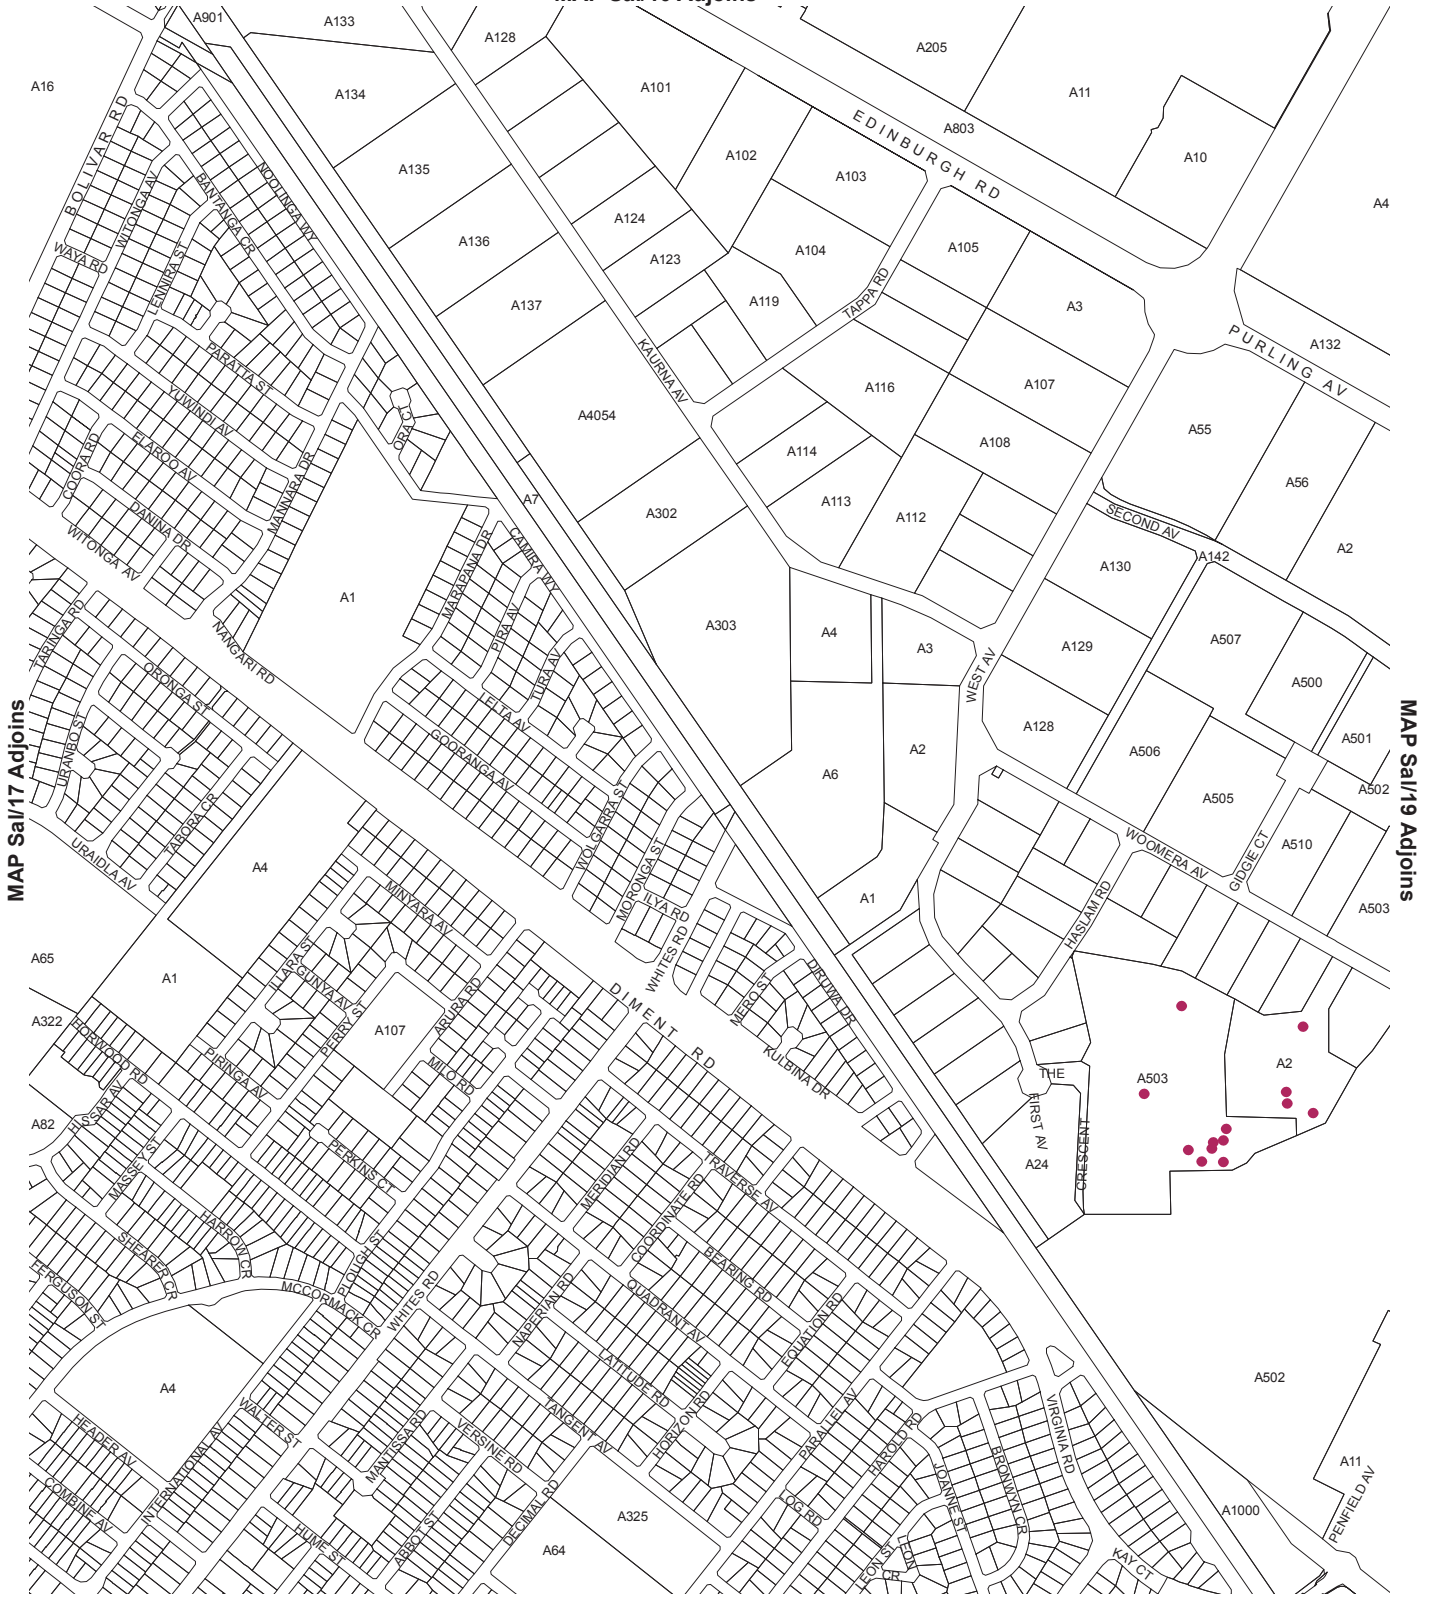 A901
A133
A128
A205
A16
A134
A101
A11
BOLIVAR RD
A803
EDINBURGH RD
A102
A10
A135
A103
NOOLINGA WY
BANTANGA CR
WITONGA AV
A4
A124
A136
A104
A105
WAYA RD
A123
LENNIRA ST
A137
A119
TAPPA RD
A3
A132
PURLING AV
KAURNA AV
PARATTA ST
A116
A107
YUWINDI AV
A4054
ORA CT
A55
ELAROO AV
COORA RD
A114
A108
MANNARA DR
A56
A7
A113
DANINA DR
A302
A112
SECOND AV
WITONGA AV
CAMIRA WY
MARAPANA DR
A2
A142
A130
A1
PIRA AV
TARINGA RD
NANGARI RD
A303
A4
A3
A129
A507
WEST AV
TURA AV
ORONGA ST
A500
LELTA AV
MAP Sal/17 Adjoins
MAP Sal/19 Adjoins
URANBO ST
GOORANGA AV
A128
A501
A2
A506
A6
A502
A505
WOLGARRA ST
TABORA CR
WOOMERA AV
A510
URAIDLA AV
A4
GIDGIE CT
MORONGA ST
MINYARA AV
A1
ILYA RD
HASLAM RD
A503
A65
ILLARA ST
WHITES RD
A1
GUNYA AV
DIRUWA DR
MERO ST
ARURA RD
DIMENT RD
A322
PERRY ST
A107
HORWOOD RD
KULBINA DR
PIRINGA AV
MILO RD
THE
A503
A2
A82
FIRST AV
PERKINS CT
MASSEY ST
MERIDIAN RD
TRAVERSE AV
A24
CRESCENT
COORDINATE RD
HARROW CR
SHEARER CR
PLOUGH ST
BEARING RD
FERGUSON ST
MCCORMACK CR
WHITES RD
NAPERIAN RD
QUADRANT AV
EQUATION RD
A4
LATITUDE RD
A502
WALTER ST
TANGENT AV
HEADER AV
MANTISSA RD
VERSINE RD
HORIZON RD
PARALLEL AV
HAROLD RD
VIRGINIA RD
BRONWYN CR
JOANNE ST
INTERNATIONAL AV
A11
COMBINE AV
DECIMAL RD
A325
A1000
PENFIELD AV
HUME ST
ABBOT ST
A64
LEON CR
KAY CT